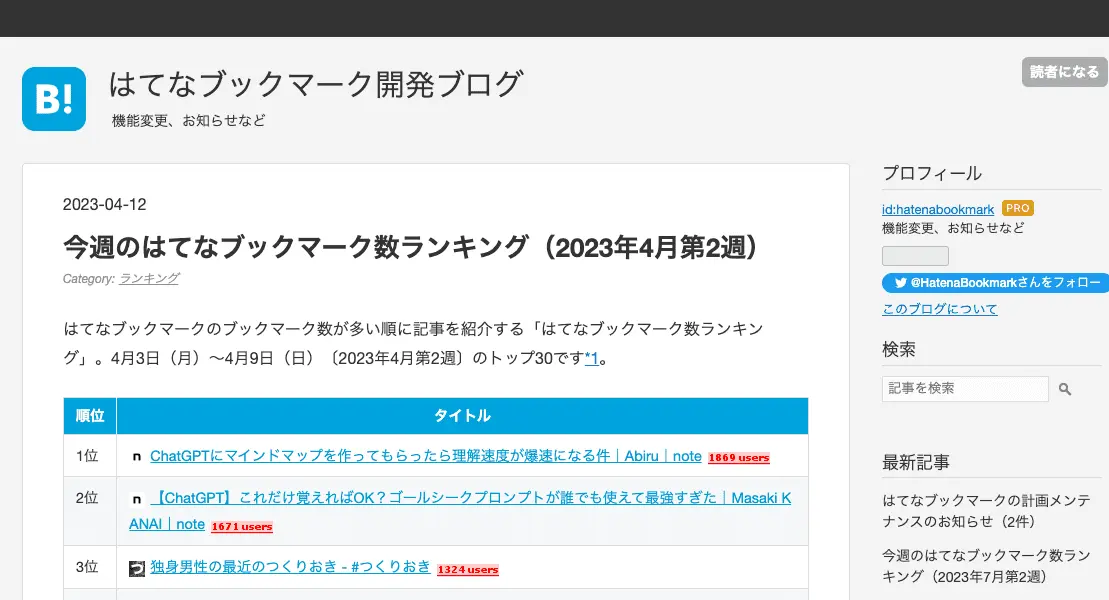 B!
はてなブックマーク開発ブログ
機能変更、お知らせなど
読者になる
2023-04-12
今週のはてなブックマーク数ランキング（2023年4月第2週）
Category: ランキング
はてなブックマークのブックマーク数が多い順に記事を紹介する「はてなブックマーク数ランキン
グ」。4月3日（月）〜4月9日（日）〔2023年4月第2週〕のトップ30です*1。
順位 タイトル
1位 n ChatGPTにマインドマップを作ってもらったら理解速度が爆速になる件｜Abiru｜note 1869 users
2位 n 【ChatGPT】これだけ覚えればOK？ゴールシークプロンプトが誰でも使えて最強すぎた｜Masaki K
ANAI｜note 1671 users
3位 独身男性の最近のつくりおき - #つくりおき 1324 users
プロフィール
id:hatenabookmark PRO
機能変更、お知らせなど
@HatenaBookmarkさんをフォロー
このブログについて
検索
記事を検索
最新記事
はてなブックマークの計画メンテ
ナンスのお知らせ（2件）
今週のはてなブックマーク数ラン
キング（2023年7月第2週）